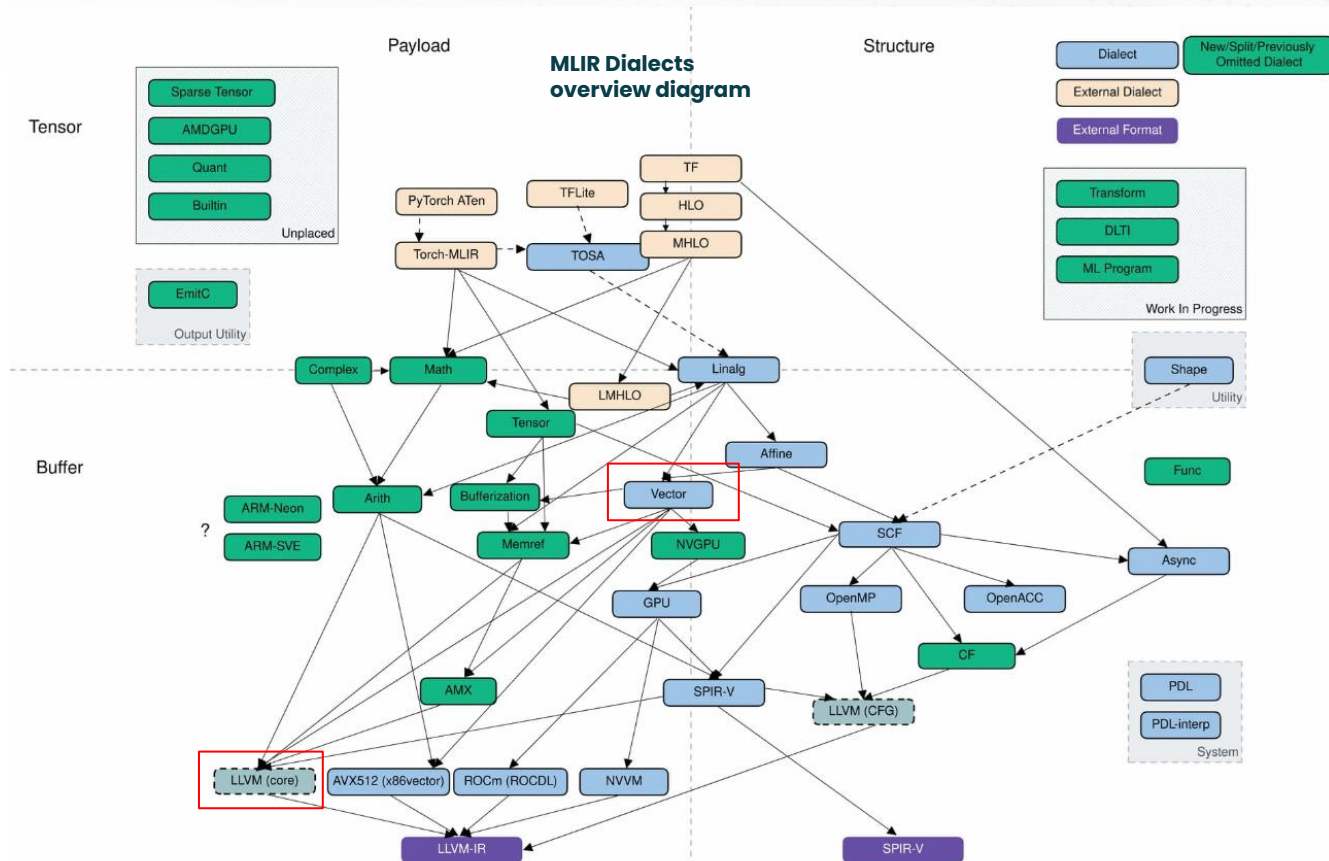 Payload
Structure
MLIR Dialects
overview diagram
Dialect
New/Split/Previously
Omitted Dialect
External Dialect
External Format
Tensor
Sparse Tensor
AMDGPU
Quant
Builtin
Unplaced
EmitC
Output Utility
TF
PyTorch ATen
TFLite
HLO
Torch-MLIR
TOSA
MHLO
Transform
DLTI
ML Program
Work In Progress
Complex
Math
LMHLO
Linalg
Shape
Utility
Tensor
Affine
Buffer
Func
Arith
Bufferization
Vector
?
ARM-Neon
ARM-SVE
Memref
NVGPU
SCF
Async
GPU
OpenMP
OpenACC
CF
AMX
SPIR-V
LLVM (CFG)
PDL
PDL-interp
System
LLVM (core)
AVX512 (x86vector)
ROCm (ROCDL)
NVVM
LLVM-IR
SPIR-V